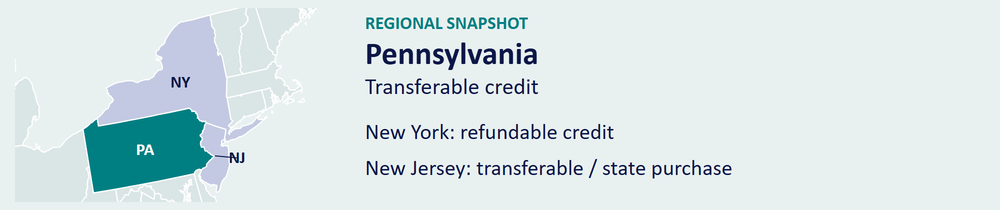 REGIONAL SNAPSHOT
Pennsylvania
Transferable credit
New York: refundable credit
New Jersey: transferable / state purchase
NY
PA
NJ